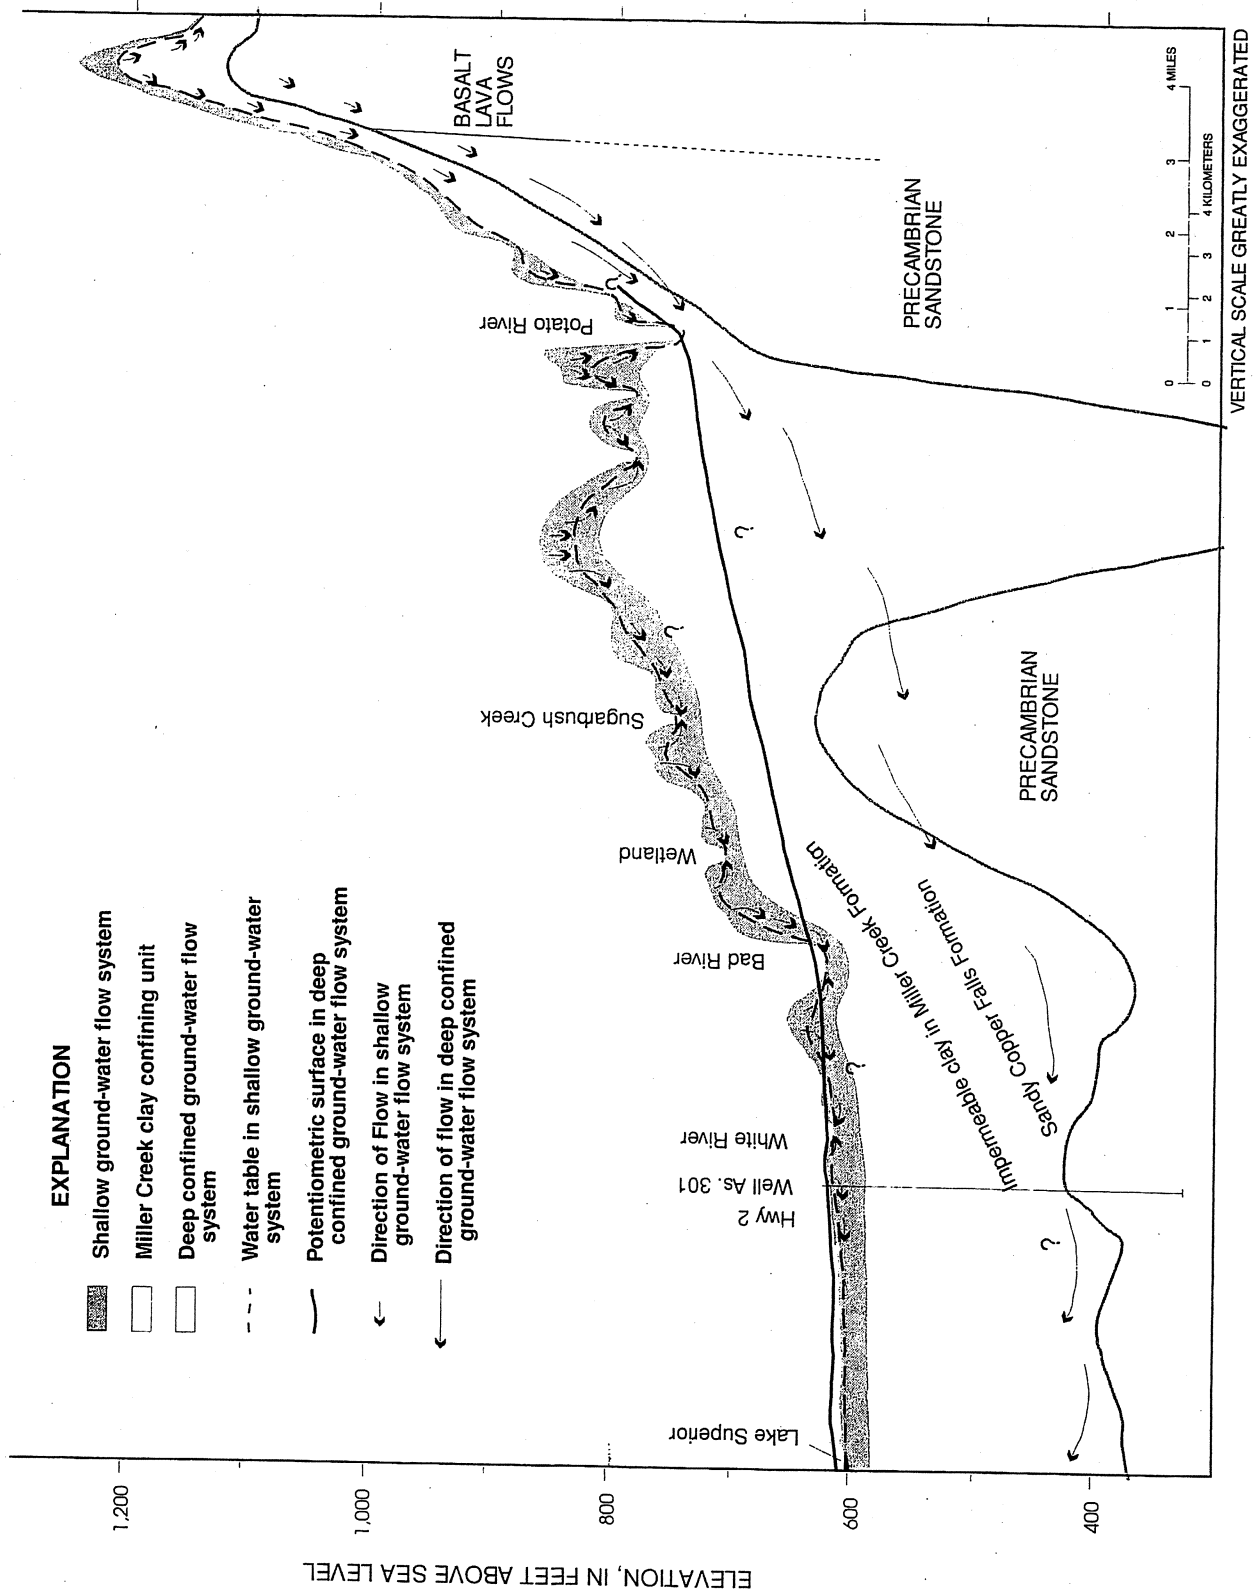 EXPLANATION
Shallow ground-water flow system
Miller Creek clay confining unit
Deep confined ground-water flow
system
Water table in shallow ground-water
system
Potentiometric surface in deep
confined ground-water flow system
Direction of Flow in shallow
ground-water flow system
Direction of flow in deep confined
ground-water flow system
ELEVATION, IN FEET ABOVE SEA LEVEL
1,200
1,000
800
600
400
Lake Superior
Hwy 2
Well As. 301
White River
Bad River
Wetland
Sugarbush Creek
Potato River
BASALT
LAVA
FLOWS
Impermeable clay in Miller Creek Formation
Sandy Copper Falls Formation
PRECAMBRIAN
SANDSTONE
PRECAMBRIAN
SANDSTONE
?
?
?
?
?
0 1 2 3 4 MILES
0 1 2 3 4 KILOMETERS
VERTICAL SCALE GREATLY EXAGGERATED